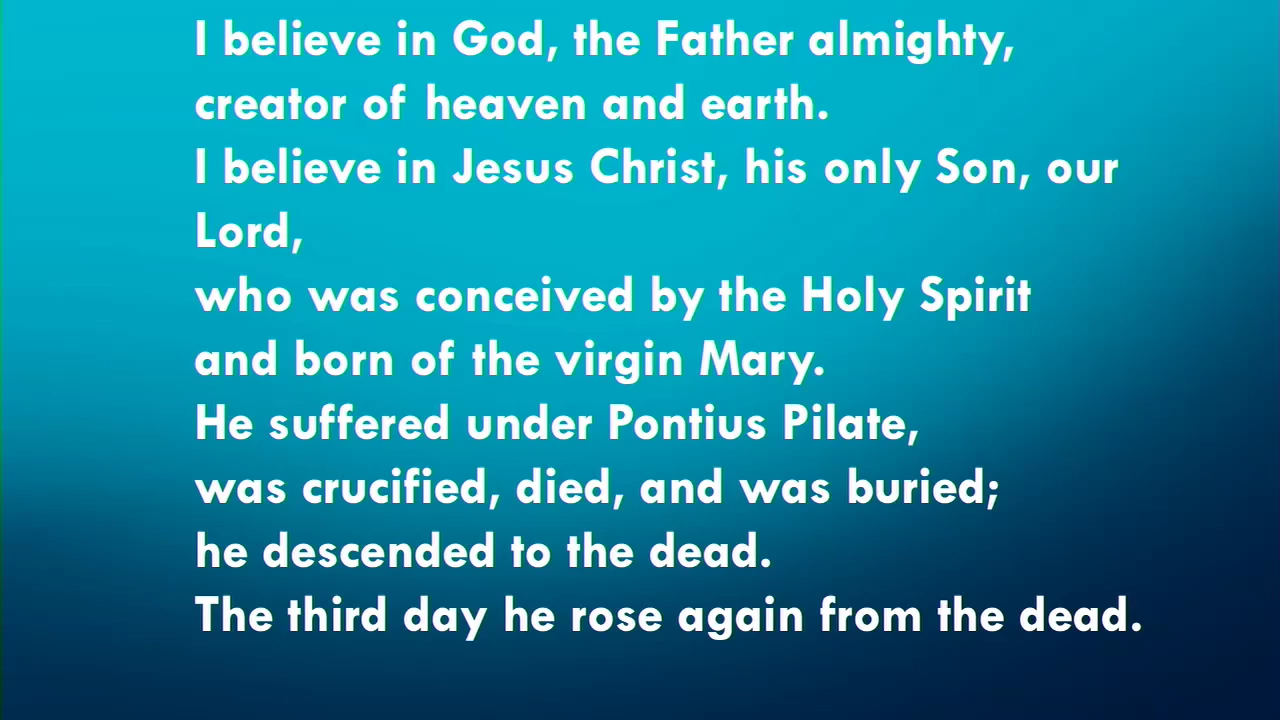 I believe in God, the Father almighty,
creator of heaven and earth.
I believe in Jesus Christ, his only Son, our
Lord,
who was conceived by the Holy Spirit
and born of the virgin Mary.
He suffered under Pontius Pilate,
was crucified, died, and was buried;
he descended to the dead.
The third day he rose again from the dead.